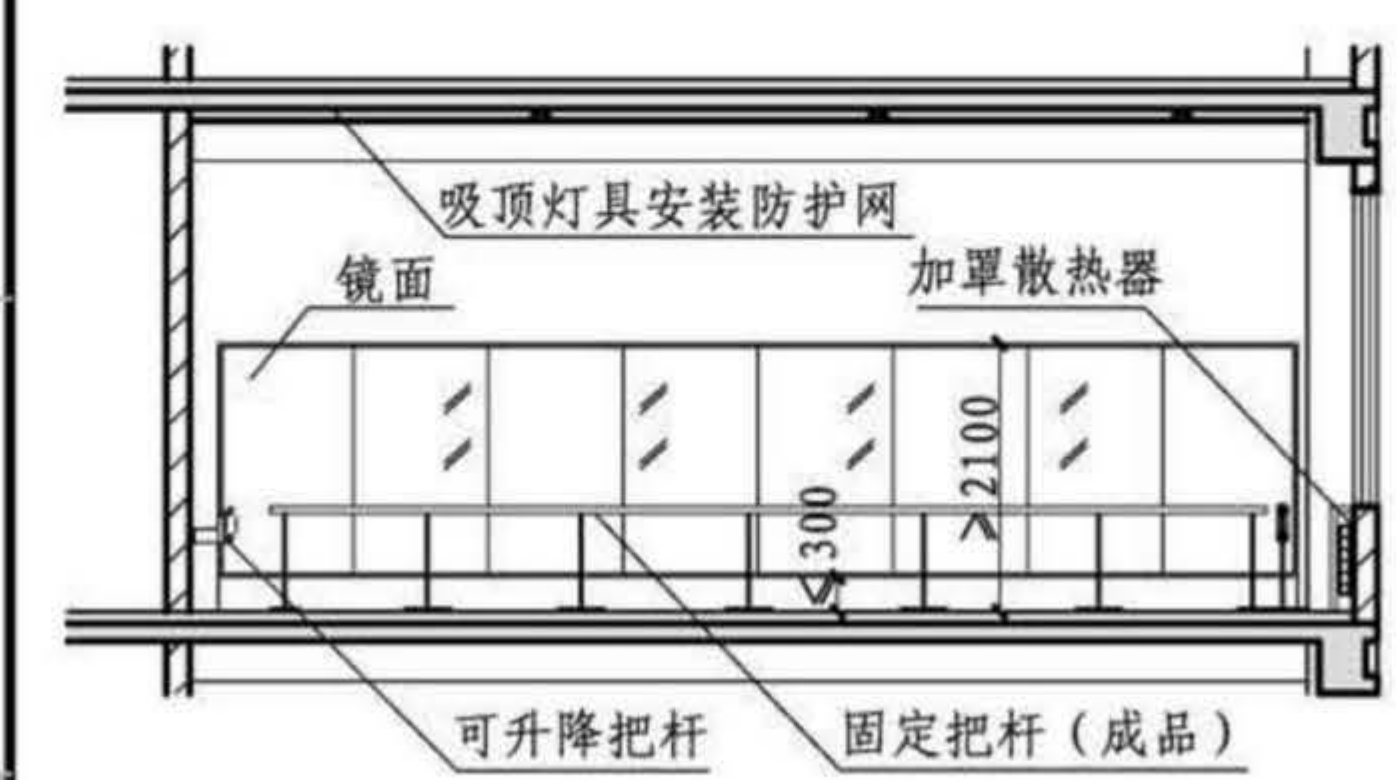 吸顶灯具安装防护网
镜面
加罩散热器
≥2100
≤300
可升降把杆
固定把杆（成品）